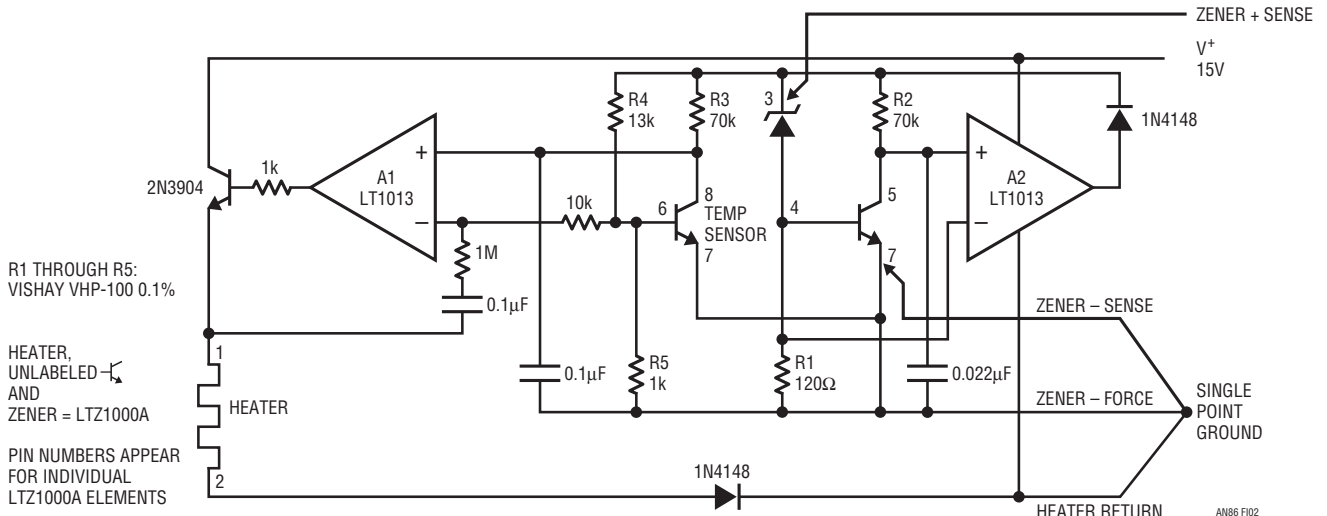 ZENER + SENSE
V+
15V
R4
13k
R3
70k
3
R2
70k
1N4148
2N3904
1k
+
A1
LT1013
–
8
TEMP
SENSOR
7
6
10k
4
5
7
+
A2
LT1013
–
1M
0.1µF
R1 THROUGH R5:
VISHAY VHP-100 0.1%
ZENER – SENSE
HEATER,
UNLABELED
AND
ZENER = LTZ1000A
1
HEATER
2
0.1µF
R5
1k
R1
120Ω
0.022µF
ZENER – FORCE
SINGLE
POINT
GROUND
PIN NUMBERS APPEAR
FOR INDIVIDUAL
LTZ1000A ELEMENTS
1N4148
HEATER RETURN
AN86 FI02